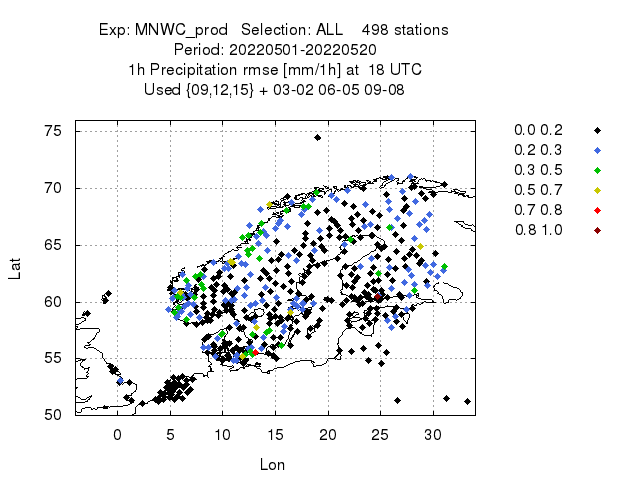 Exp: MNWC_prod   Selection: ALL    498 stations
Period: 20220501-20220520
1h Precipitation rmse [mm/1h] at  18 UTC
Used {09,12,15} + 03-02 06-05 09-08
75
70
65
60
55
50
Lat
0 5 10 15 20 25 30
Lon
0.0 0.2
0.2 0.3
0.3 0.5
0.5 0.7
0.7 0.8
0.8 1.0